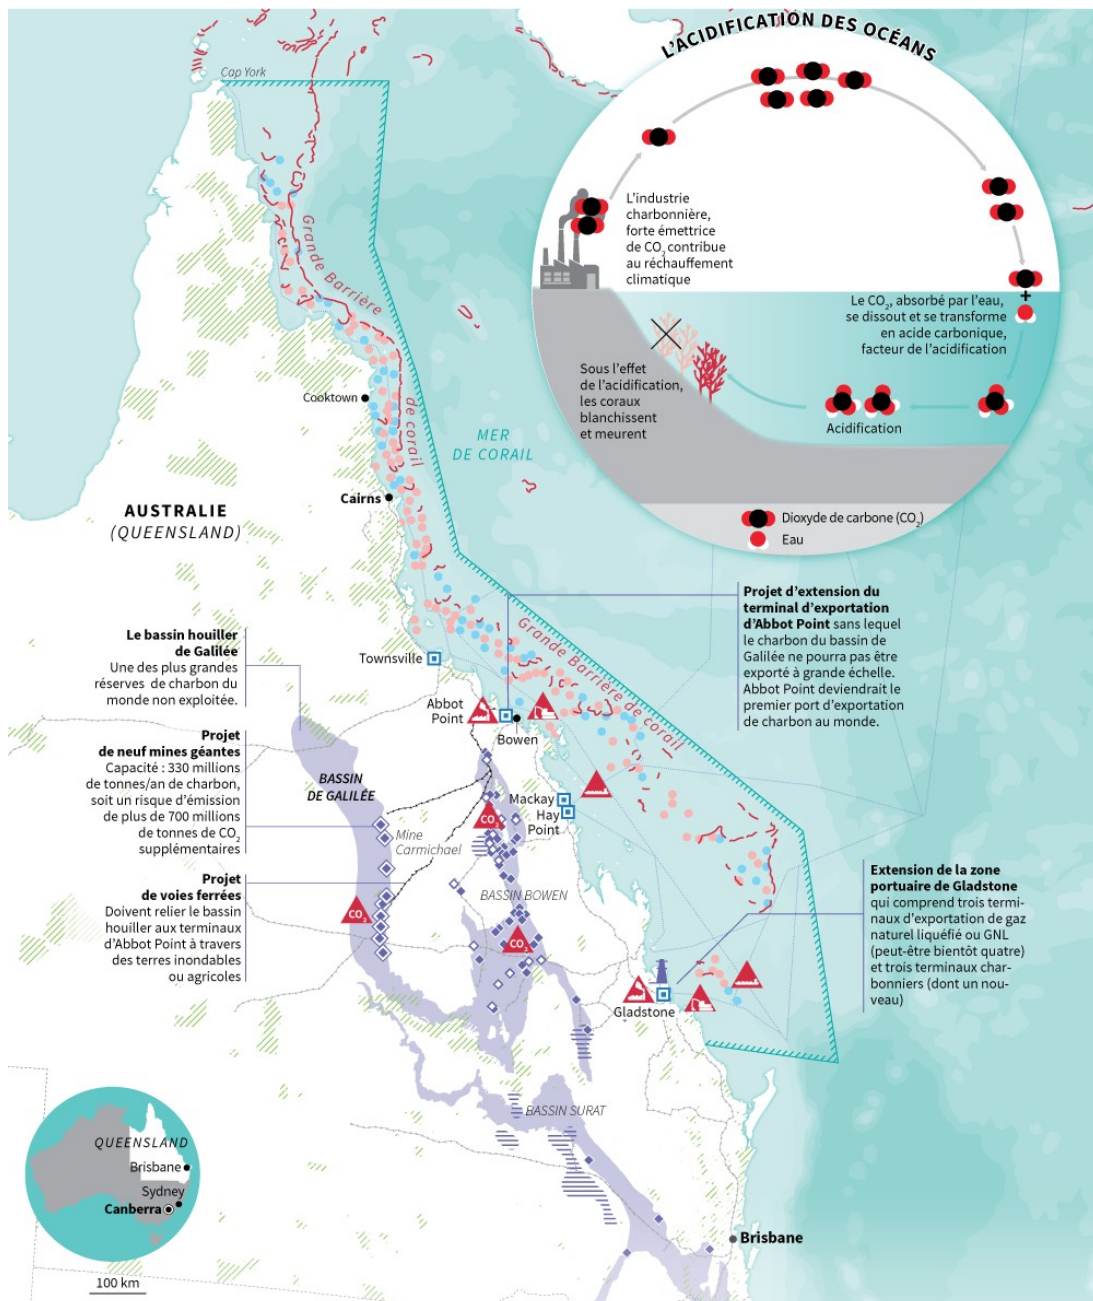 L'ACIDIFICATION DES OCÉANS
Cap York
L'industrie
charbonnière,
forte émettrice
de CO₂ contribue
au réchauffement
climatique
Le CO₂, absorbé par l'eau,
se dissout et se transforme
en acide carbonique,
facteur de l'acidification
Sous l'effet
de l'acidification,
les coraux
blanchissent
et meurent
Acidification
Dioxyde de carbone (CO₂)
Eau
Grande Barrière
de corail
Cooktown
MER
DE CORAIL
Cairns
AUSTRALIE
(QUEENSLAND)
Projet d'extension du
terminal d'exportation
d'Abbot Point sans lequel
le charbon du bassin de
Galilée ne pourra pas être
exporté à grande échelle.
Abbot Point deviendrait le
premier port d'exportation
de charbon au monde.
Grande Barrière de corail
Le bassin houiller
de Galilée
Une des plus grandes
réserves de charbon du
monde non exploitée.
Townsville
Abbot
Point
Bowen
Projet
de neuf mines géantes
Capacité : 330 millions
de tonnes/an de charbon,
soit un risque d'émission
de plus de 700 millions
de tonnes de CO₂
supplémentaires
BASSIN
DE GALILÉE
Mackay
Hay
Point
CO₂
Mine
Carmichael
Projet
de voies ferrées
Doivent relier le bassin
houiller aux terminaux
d'Abbot Point à travers
des terres inondables
ou agricoles
BASSIN BOWEN
CO₂
CO₂
Extension de la zone
portuaire de Gladstone
qui comprend trois termi-
naux d'exportation de gaz
naturel liquéfié ou GNL
(peut-être bientôt quatre)
et trois terminaux char-
bonniers (dont un nou-
veau)
Gladstone
BASSIN SURAT
QUEENSLAND
Brisbane
Sydney
Canberra
Brisbane
100 km